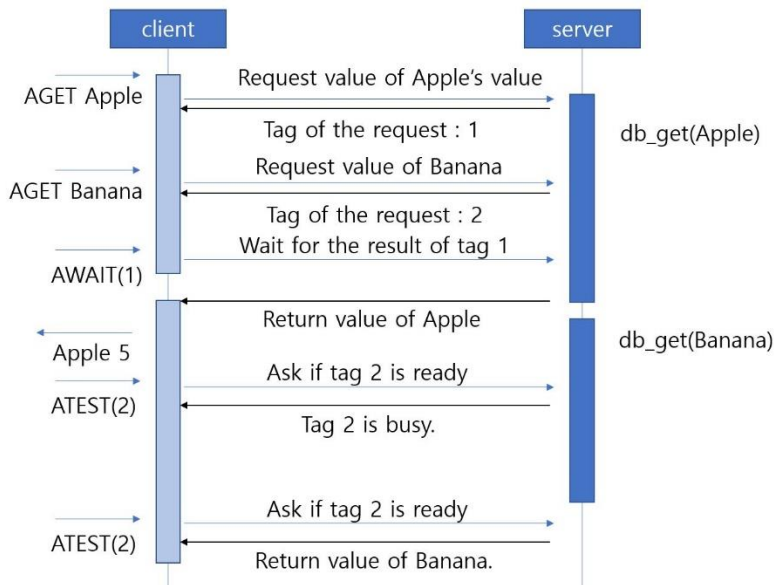 client
server
Request value of Apple's value
AGET Apple
Tag of the request : 1
db_get(Apple)
Request value of Banana
AGET Banana
Tag of the request : 2
Wait for the result of tag 1
AWAIT(1)
Return value of Apple
db_get(Banana)
Apple 5
Ask if tag 2 is ready
ATEST(2)
Tag 2 is busy.
Ask if tag 2 is ready
ATEST(2)
Return value of Banana.